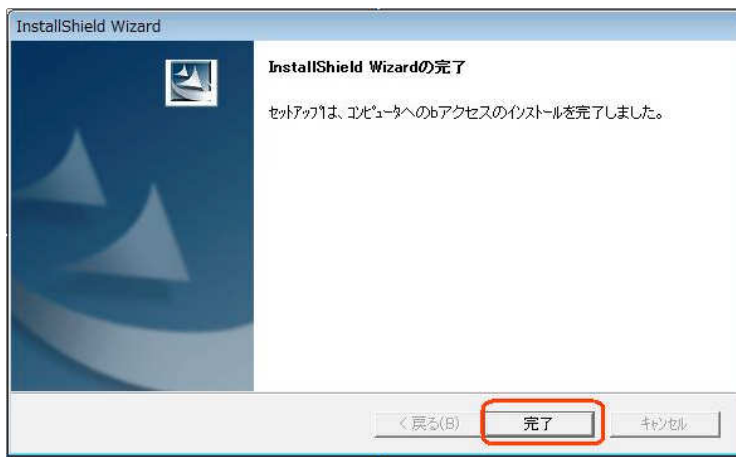 InstallShield Wizard
InstallShield Wizardの完了
セットアップは、コンピュータへのbアクセスのインストールを完了しました。
< 戻る(B)
完了
キャンセル